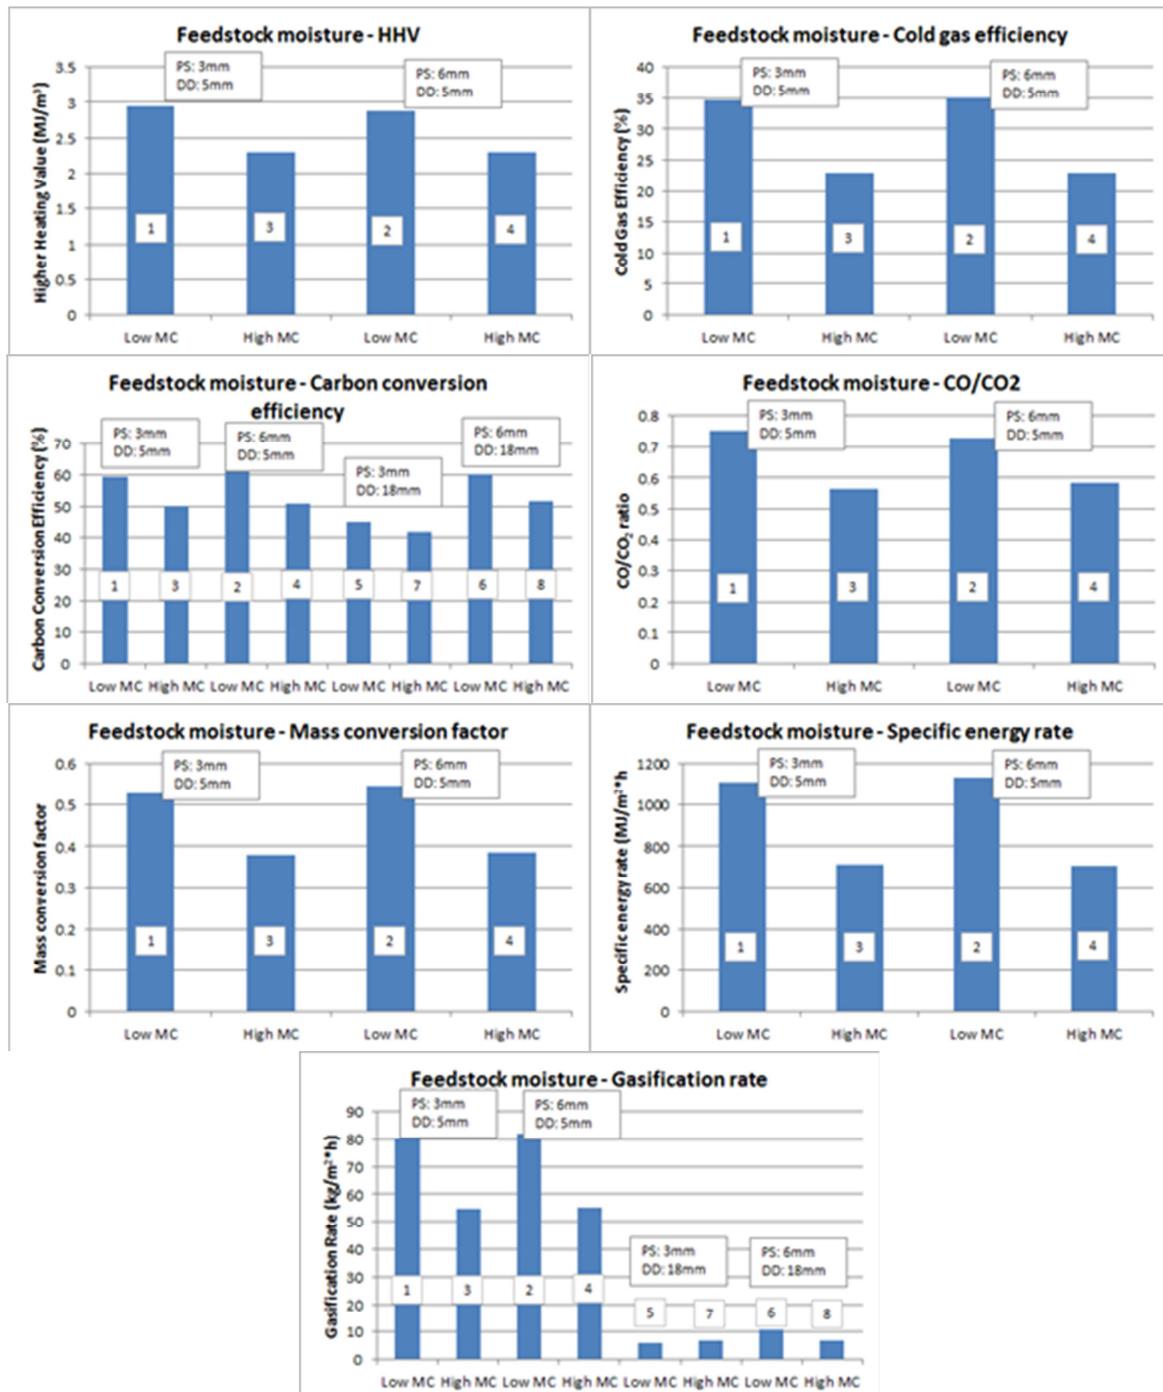 Feedstock moisture - HHV
PS: 3mm
DD: 5mm
PS: 6mm
DD: 5mm
Higher Heating Value (MJ/m³)
3.5
3
2.5
2
1.5
1
0.5
0
1
3
2
4
Low MC
High MC
Low MC
High MC
Feedstock moisture - Cold gas efficiency
PS: 3mm
DD: 5mm
PS: 6mm
DD: 5mm
Cold Gas Efficiency (%)
40
35
30
25
20
15
10
5
0
1
3
2
4
Low MC
High MC
Low MC
High MC
Feedstock moisture - Carbon conversion
efficiency
PS: 3mm
DD: 5mm
PS: 6mm
DD: 5mm
PS: 3mm
DD: 18mm
PS: 6mm
DD: 18mm
Carbon Conversion Efficiency (%)
70
60
50
40
30
20
10
0
1
3
2
4
5
7
6
8
Low MC High MC Low MC High MC Low MC High MC Low MC High MC
Feedstock moisture - CO/CO2
PS: 3mm
DD: 5mm
PS: 6mm
DD: 5mm
CO/CO₂ ratio
0.8
0.7
0.6
0.5
0.4
0.3
0.2
0.1
0
1
3
2
4
Low MC
High MC
Low MC
High MC
Feedstock moisture - Mass conversion factor
PS: 3mm
DD: 5mm
PS: 6mm
DD: 5mm
Mass conversion factor
0.6
0.5
0.4
0.3
0.2
0.1
0
1
3
2
4
Low MC
High MC
Low MC
High MC
Feedstock moisture - Specific energy rate
PS: 3mm
DD: 5mm
PS: 6mm
DD: 5mm
Specific energy rate (MJ/m²*h
1200
1000
800
600
400
200
0
1
3
2
4
Low MC
High MC
Low MC
High MC
Feedstock moisture - Gasification rate
PS: 3mm
DD: 5mm
PS: 6mm
DD: 5mm
PS: 3mm
DD: 18mm
PS: 6mm
DD: 18mm
Gasification Rate (kg/m²*h)
90
80
70
60
50
40
30
20
10
0
1
3
2
4
5
7
6
8
Low MC High MC Low MC High MC Low MC High MC Low MC High MC